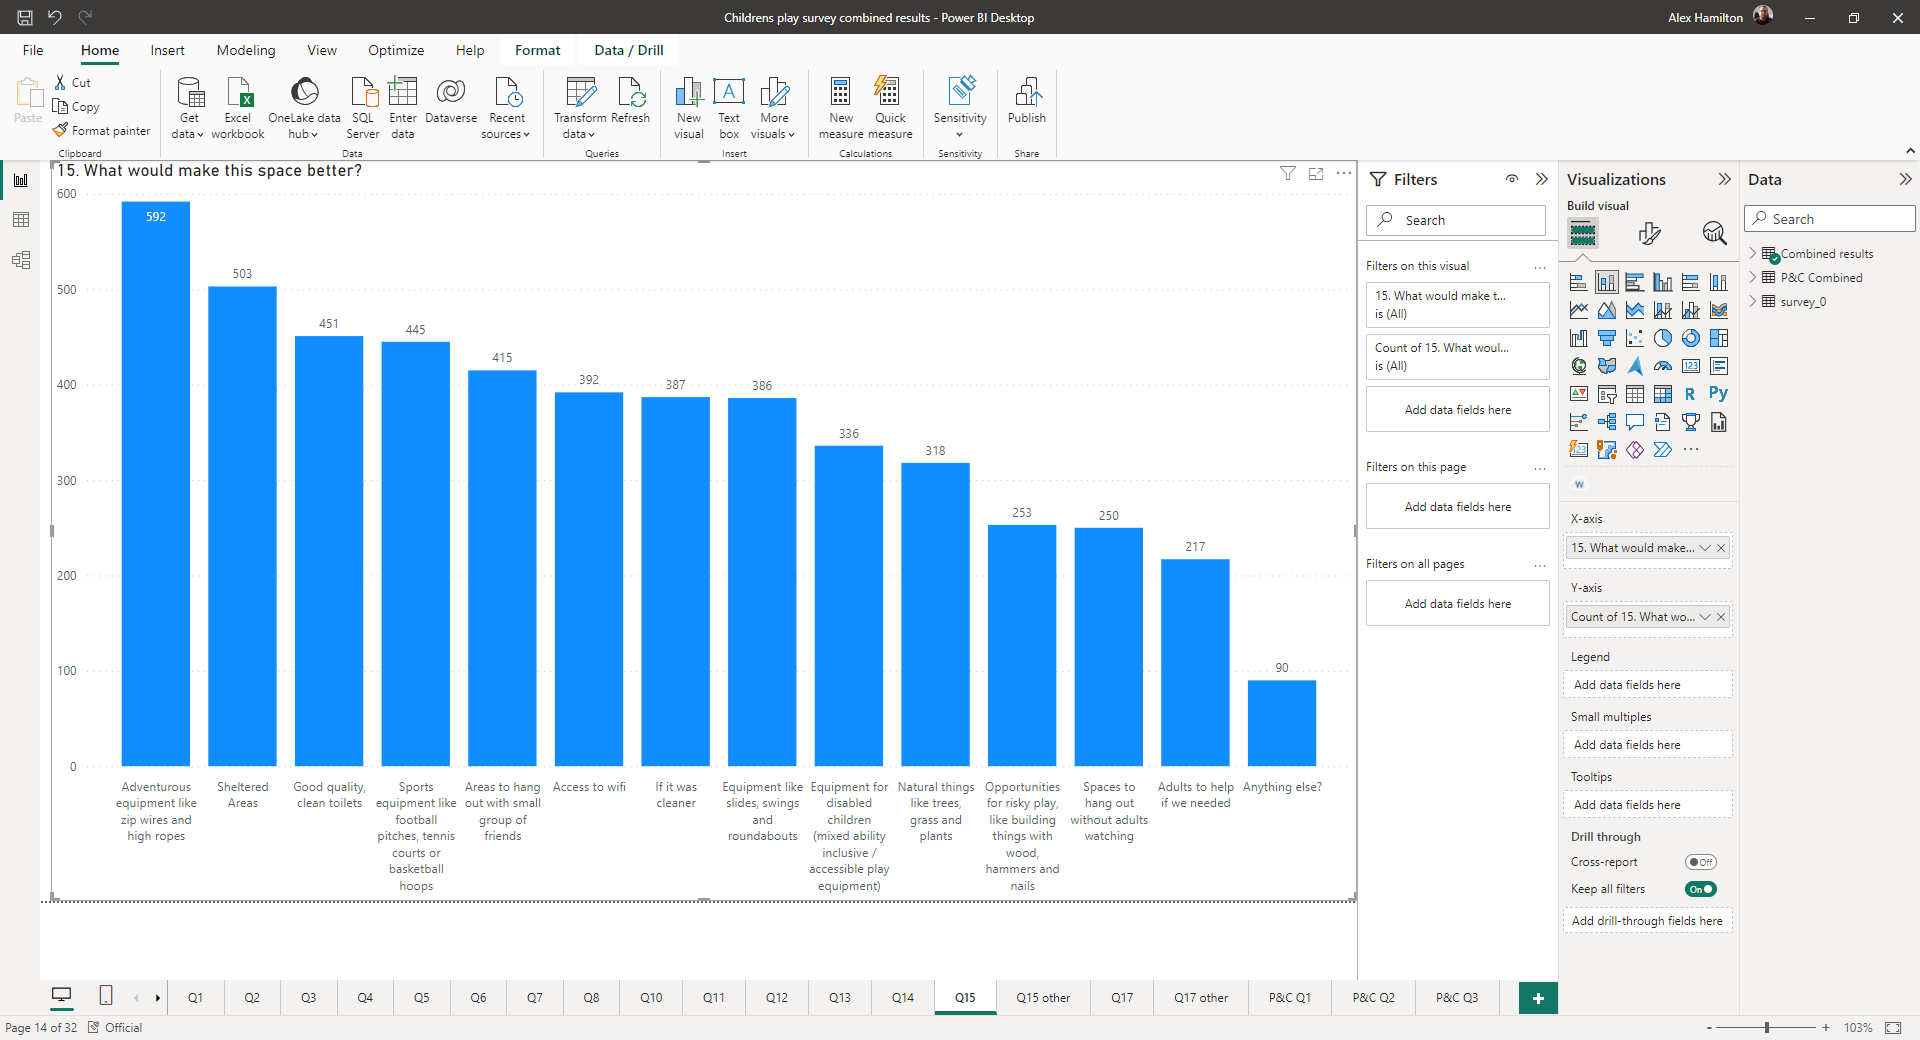 Childrens play survey combined results - Power BI Desktop
Alex Hamilton
File
Home
Insert
Modeling
View
Optimize
Help
Format
Data / Drill
Paste
Cut
Copy
Format painter
Clipboard
Get
data
Excel
workbook
OneLake data
hub
SQL
Server
Enter
data
Dataverse
Recent
sources
Data
Transform
data
Refresh
Queries
New
visual
Text
box
More
visuals
Insert
New
measure
Quick
measure
Calculations
Sensitivity
Sensitivity
Publish
Share
15. What would make this space better?
600
500
400
300
200
100
0
592
503
451
445
415
392
387
386
336
318
253
250
217
90
Adventurous
equipment like
zip wires and
high ropes
Sheltered
Areas
Good quality,
clean toilets
Sports
equipment like
football
pitches, tennis
courts or
basketball
hoops
Areas to hang
out with small
group of
friends
Access to wifi
If it was
cleaner
Equipment like
slides, swings
and
roundabouts
Equipment for
disabled
children
(mixed ability
inclusive /
accessible play
equipment)
Natural things
like trees,
grass and
plants
Opportunities
for risky play,
like building
things with
wood,
hammers and
nails
Spaces to
hang out
without adults
watching
Adults to help
if we needed
Anything else?
Filters
Search
Filters on this visual
15. What would make t...
is (All)
Count of 15. What woul...
is (All)
Add data fields here
Filters on this page
Add data fields here
Filters on all pages
Add data fields here
Visualizations
Build visual
123
R
Py
123
W
X-axis
15. What would make...
Y-axis
Count of 15. What wo...
Legend
Add data fields here
Small multiples
Add data fields here
Tooltips
Add data fields here
Drill through
Cross-report
Off
Keep all filters
On
Add drill-through fields here
Data
Search
Combined results
P&C Combined
survey_0
Q1
Q2
Q3
Q4
Q5
Q6
Q7
Q8
Q10
Q11
Q12
Q13
Q14
Q15
Q15 other
Q17
Q17 other
P&C Q1
P&C Q2
P&C Q3
+
Page 14 of 32
Official
- +
103%